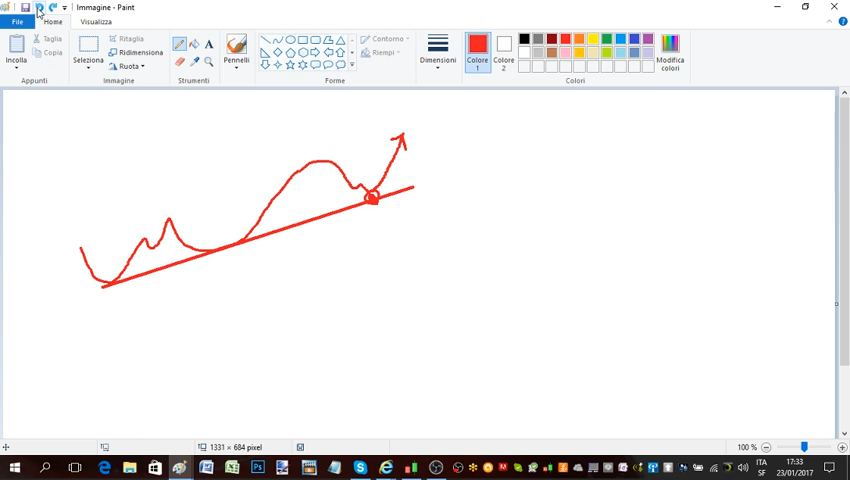 Immagine - Paint
File Home Visualizza
Incolla
Taglia
Copia
Appunti
Seleziona
Ritaglia
Ridimensiona
Ruota
Immagine
A
Strumenti
Pennelli
Contorno
Riempi
Forme
Dimensioni
Colore
1
Colore
2
Modifica
colori
Colori
1331 × 684 pixel
100 %
ITA
SF
17:33
23/01/2017